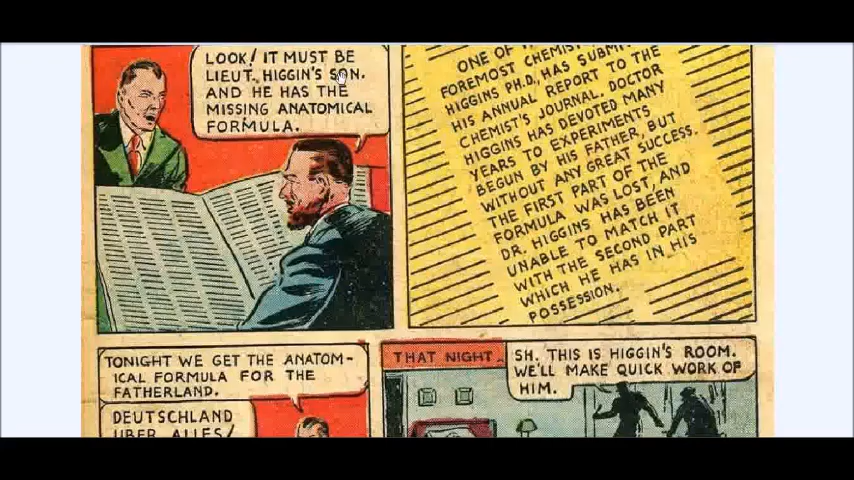 LOOK! IT MUST BE
LIEUT. HIGGIN'S SON.
AND HE HAS THE
MISSING ANATOMICAL
FORMULA.
ONE OF
FOREMOST CHEMIST
HIGGINS PH.D., HAS SUBM
HIS ANNUAL REPORT TO THE
CHEMIST'S JOURNAL. DOCTOR
HIGGINS HAS DEVOTED MANY
YEARS TO EXPERIMENTS
BEGUN BY HIS FATHER, BUT
WITHOUT ANY GREAT SUCCESS.
THE FIRST PART OF THE
FORMULA WAS LOST, AND
DR. HIGGINS HAS BEEN
UNABLE TO MATCH IT
WITH THE SECOND PART
WHICH HE HAS IN HIS
POSSESSION.
TONIGHT WE GET THE ANATOM-
ICAL FORMULA FOR THE
FATHERLAND.
DEUTSCHLAND
UBER ALLES!
THAT NIGHT..
SH. THIS IS HIGGIN'S ROOM.
WE'LL MAKE QUICK WORK OF
HIM.